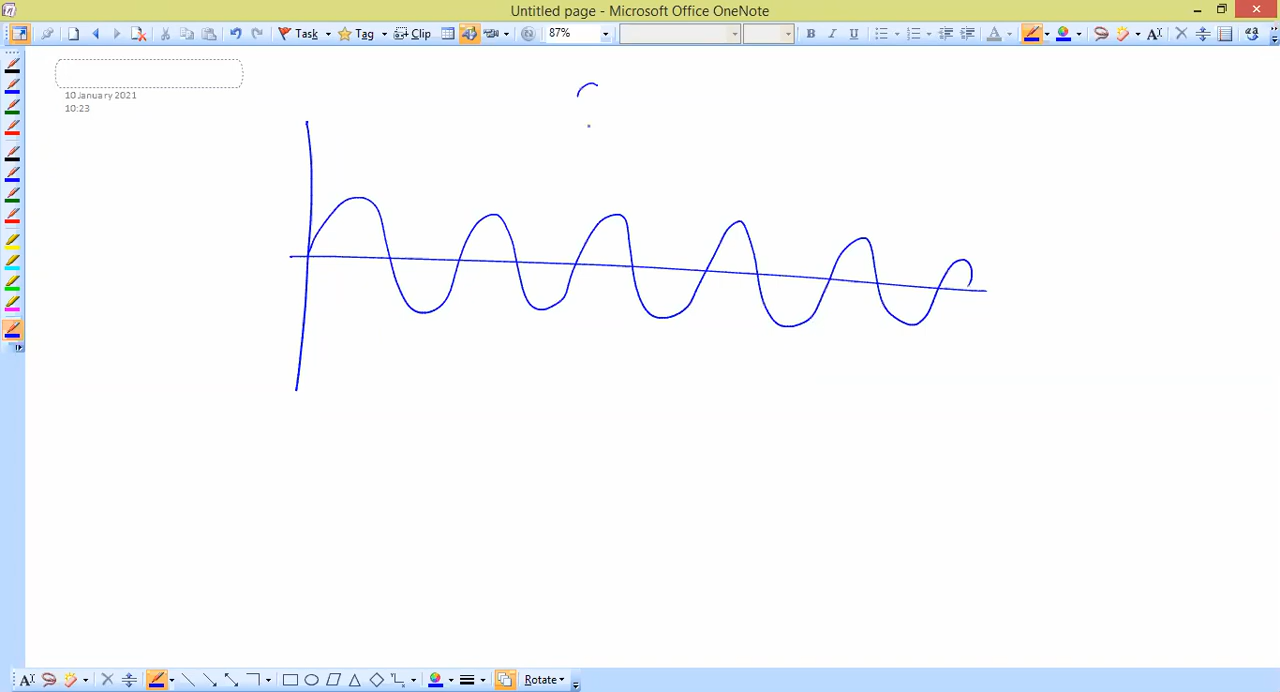 Untitled page - Microsoft Office OneNote
Task Tag Clip 87% B I U A
10 January 2021
10:23
Rotate